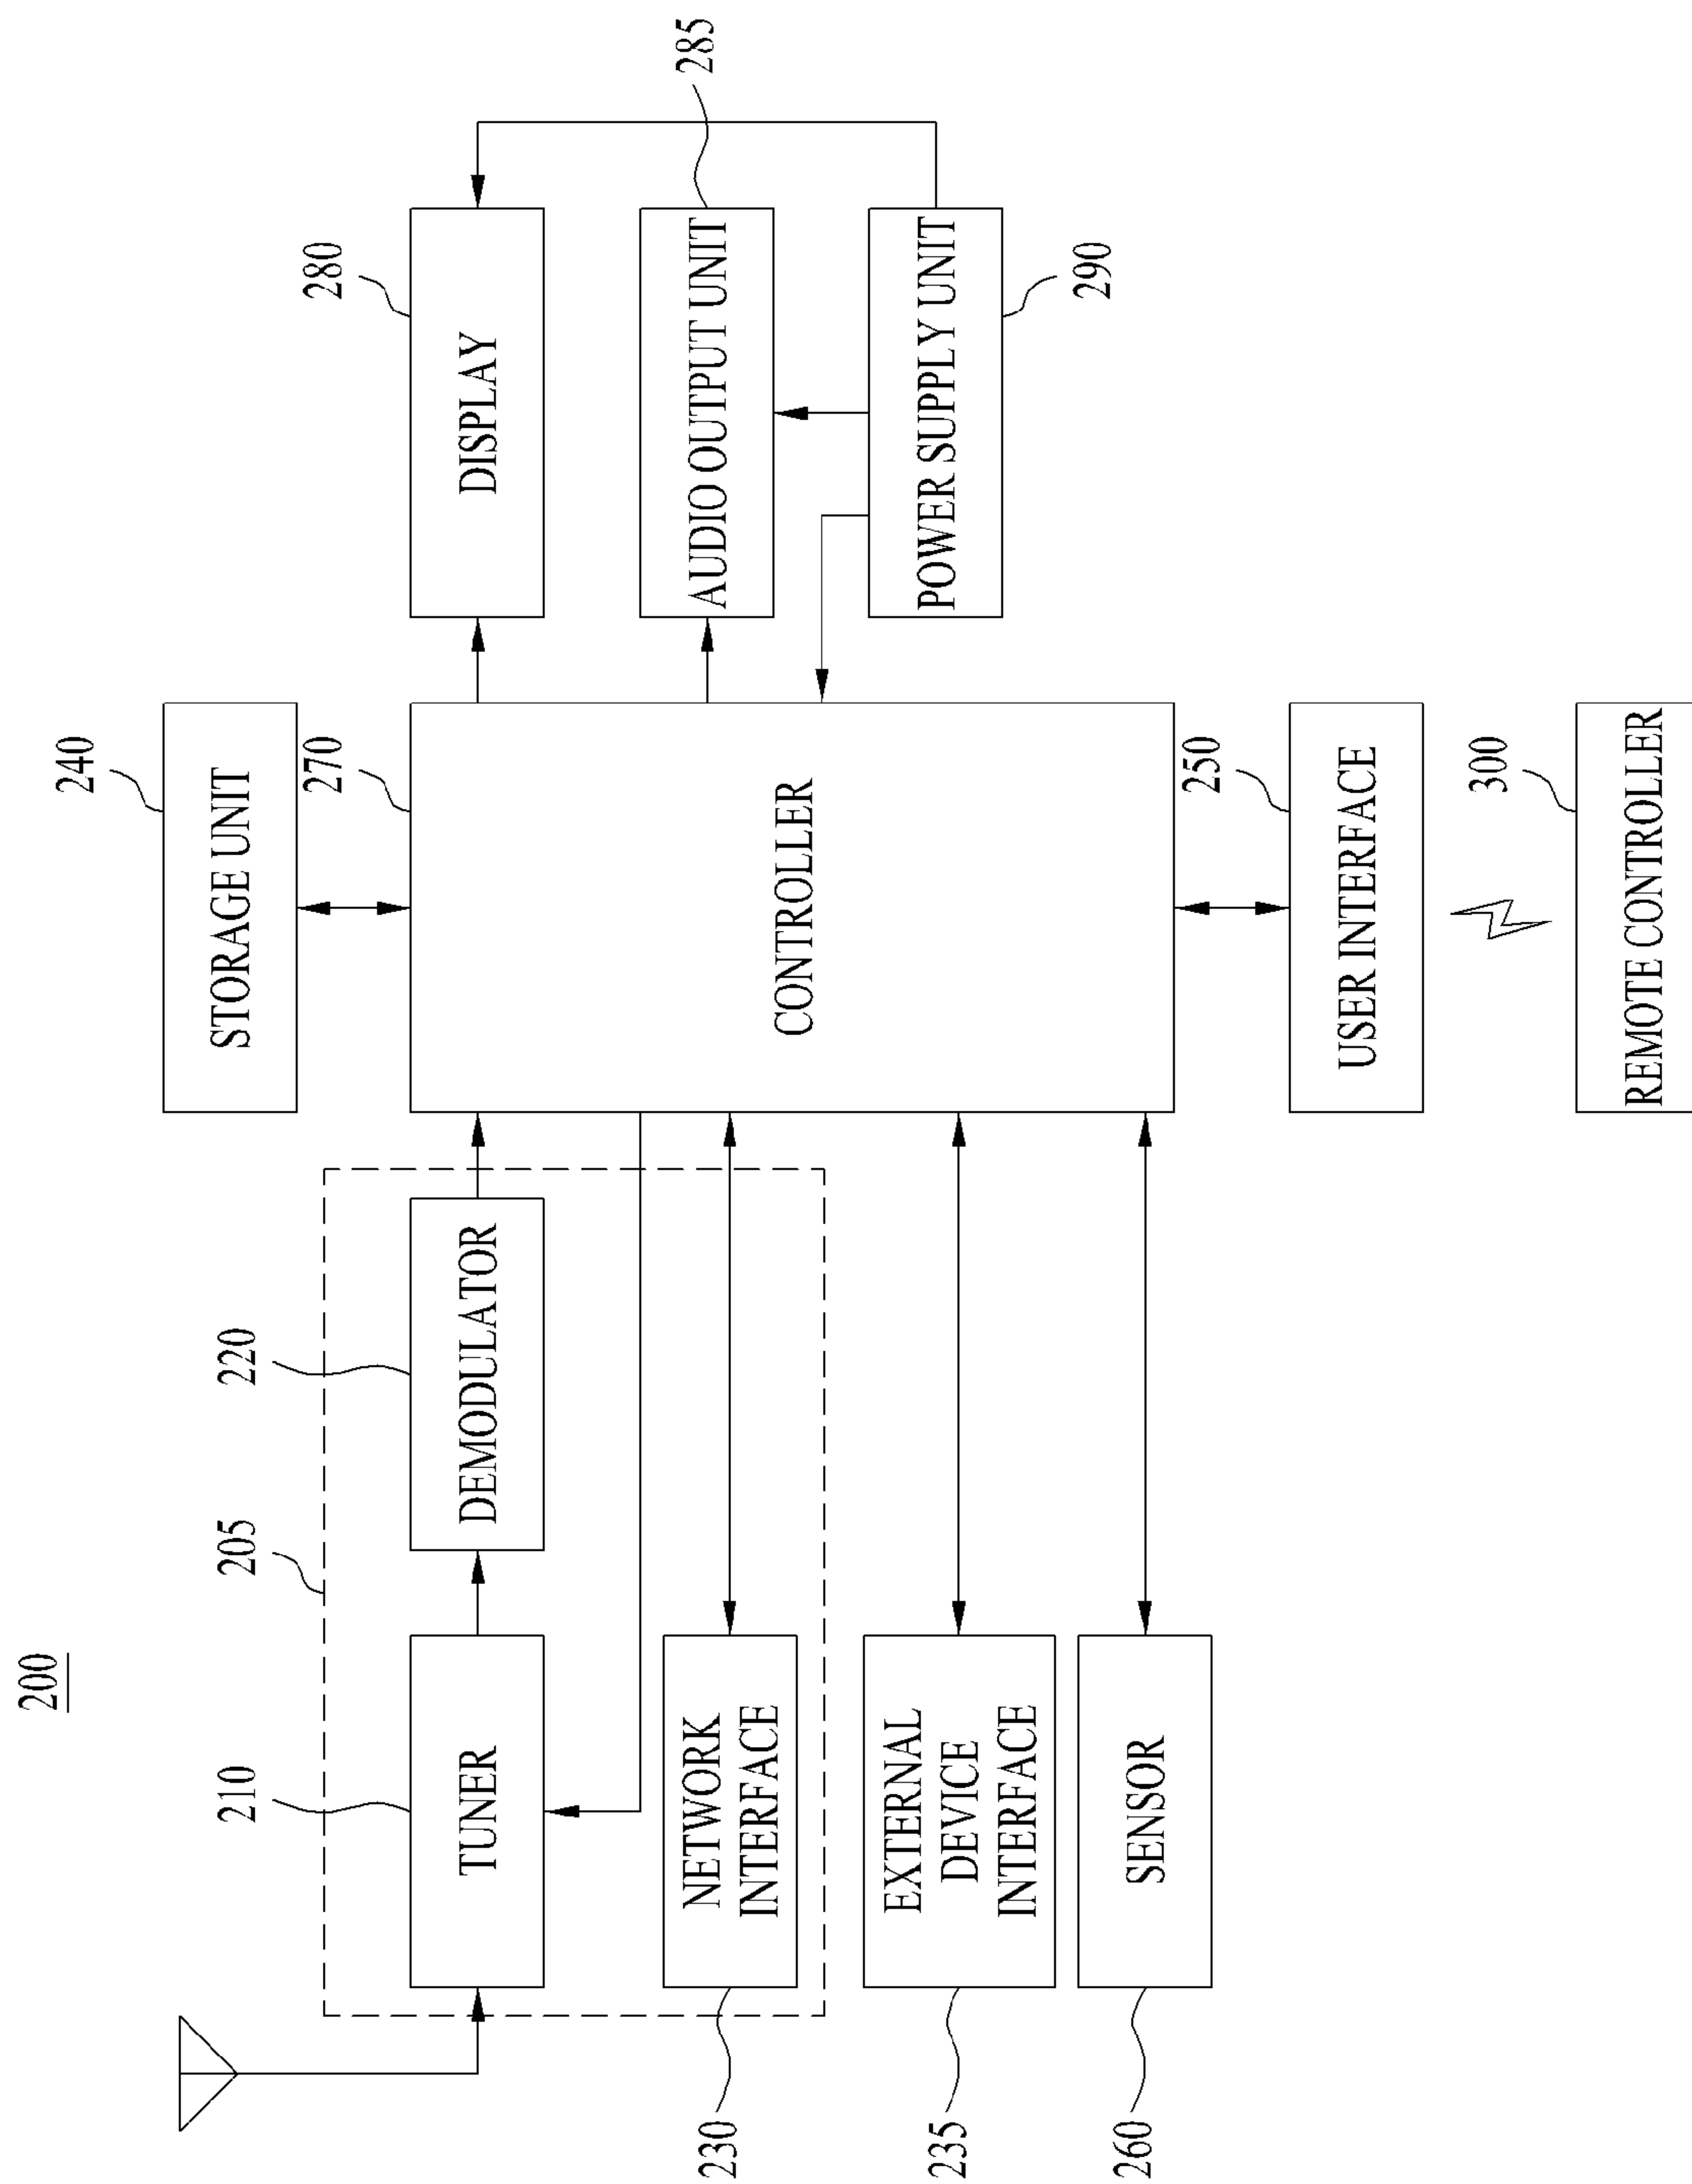 200
240
STORAGE UNIT
205
210
220
270
280
285
TUNER
DEMODULATOR
DISPLAY
NETWORK
INTERFACE
230
CONTROLLER
AUDIO OUTPUT UNIT
EXTERNAL
DEVICE
INTERFACE
235
POWER SUPPLY UNIT
290
SENSOR
260
250
USER INTERFACE
300
REMOTE CONTROLLER